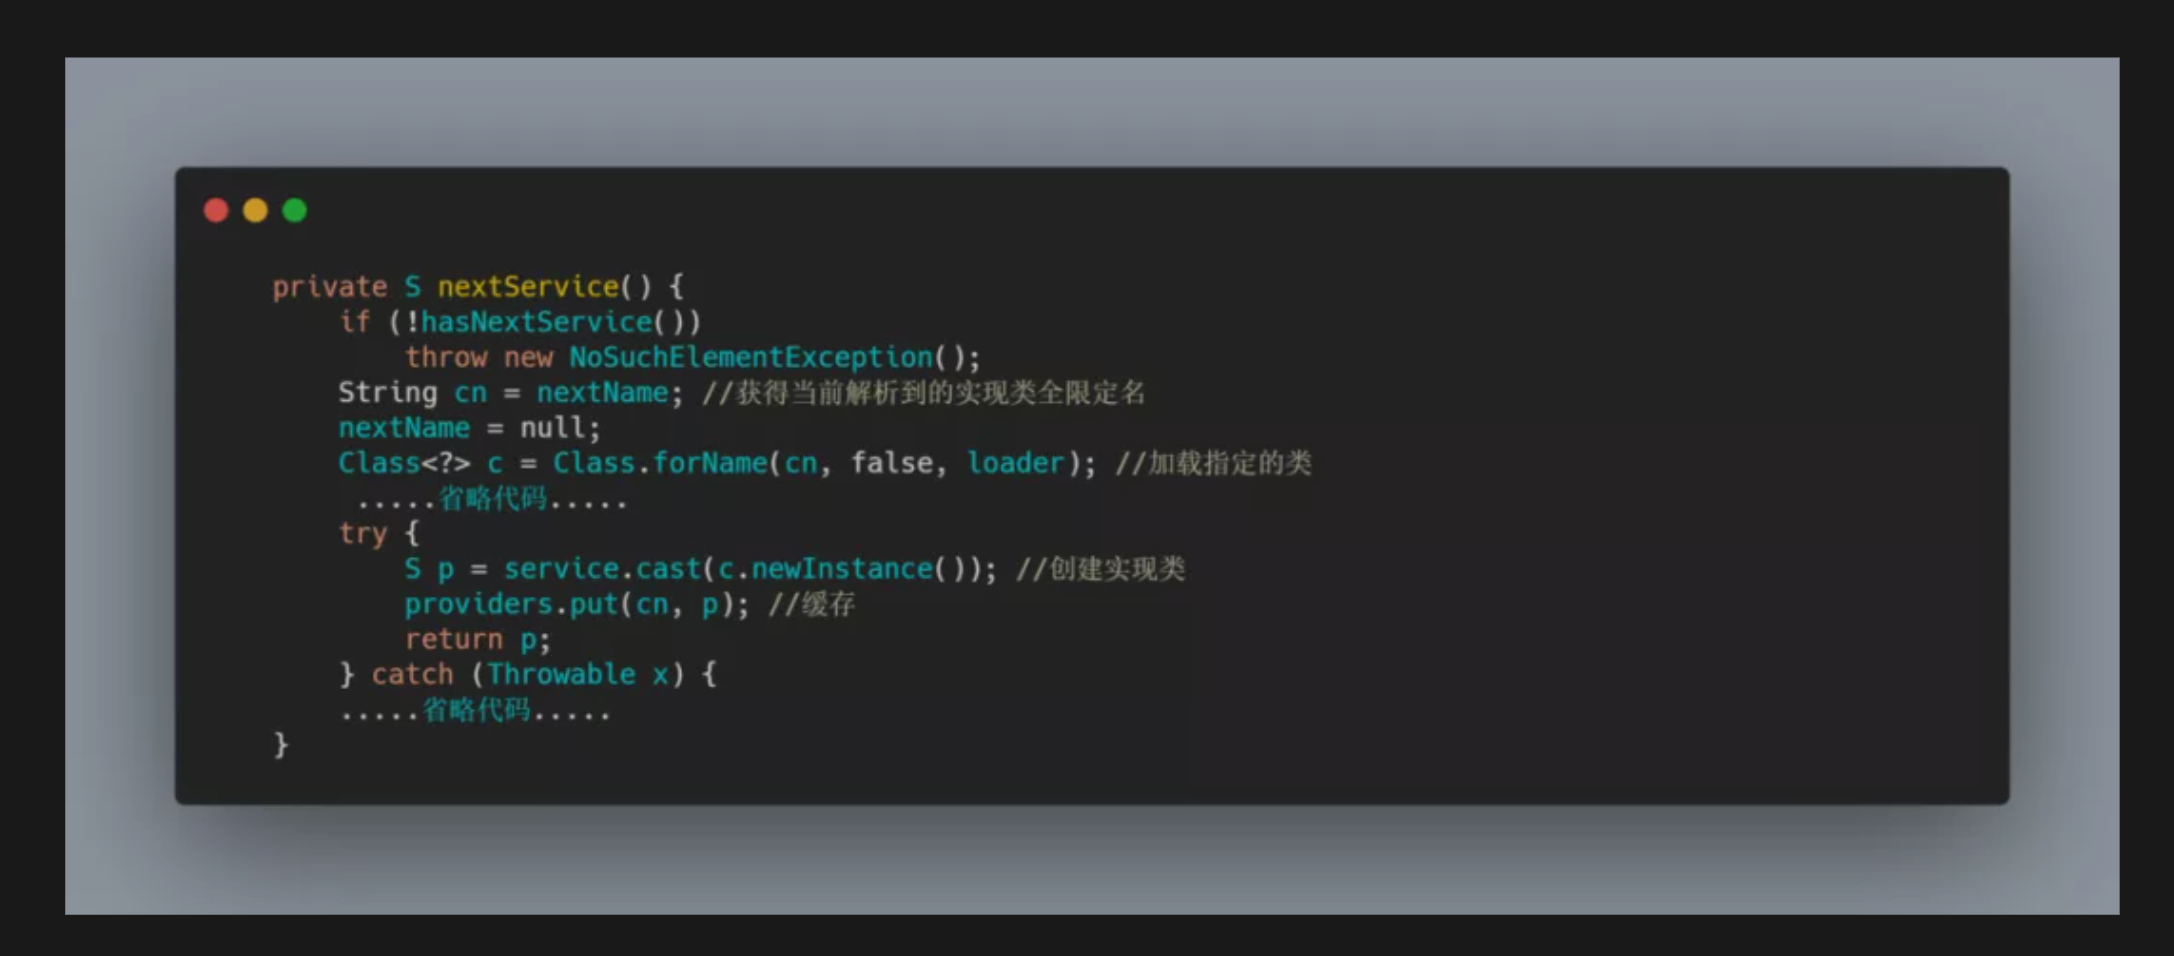 private S nextService() {
if (!hasNextService())
throw new NoSuchElementException();
String cn = nextName; //获得当前解析到的实现类全限定名
nextName = null;
Class<?> c = Class.forName(cn, false, loader); //加载指定的类
.....省略代码.....
try {
S p = service.cast(c.newInstance()); //创建实现类
providers.put(cn, p); //缓存
return p;
} catch (Throwable x) {
.....省略代码.....
}